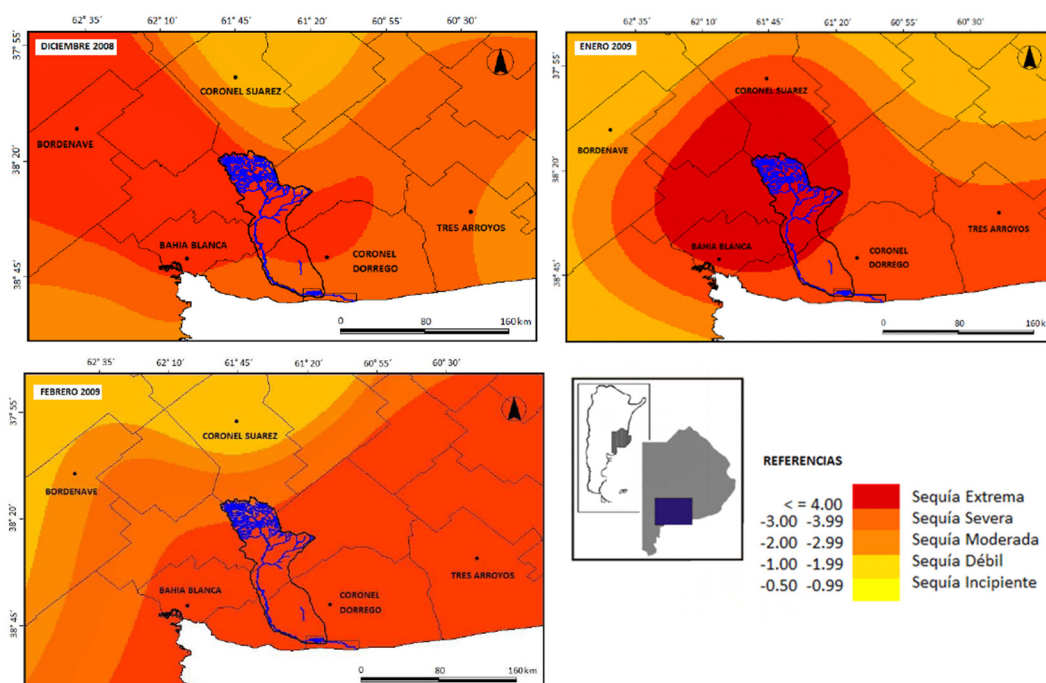 62° 35´ 62° 10´ 61° 45´ 61° 20´ 60° 55´ 60° 30´
DICIEMBRE 2008
37° 55´
38° 20´
38° 45´
CORONEL SUAREZ
BORDENAVE
TRES ARROYOS
BAHIA BLANCA
CORONEL
DORREGO
0 80 160 km
62° 35´ 62° 10´ 61° 45´ 61° 20´ 60° 55´ 60° 30´
ENERO 2009
37° 55´
38° 20´
38° 45´
CORONEL SUAREZ
BORDENAVE
TRES ARROYOS
BAHIA BLANCA
CORONEL
DORREGO
0 80 160 km
62° 35´ 62° 10´ 61° 45´ 61° 20´ 60° 55´ 60° 30´
FEBRERO 2009
37° 55´
38° 20´
38° 45´
CORONEL SUAREZ
BORDENAVE
TRES ARROYOS
BAHIA BLANCA
CORONEL
DORREGO
0 80 160 km
REFERENCIAS
< = 4.00 Sequía Extrema
-3.00 -3.99 Sequía Severa
-2.00 -2.99 Sequía Moderada
-1.00 -1.99 Sequía Débil
-0.50 -0.99 Sequía Incipiente